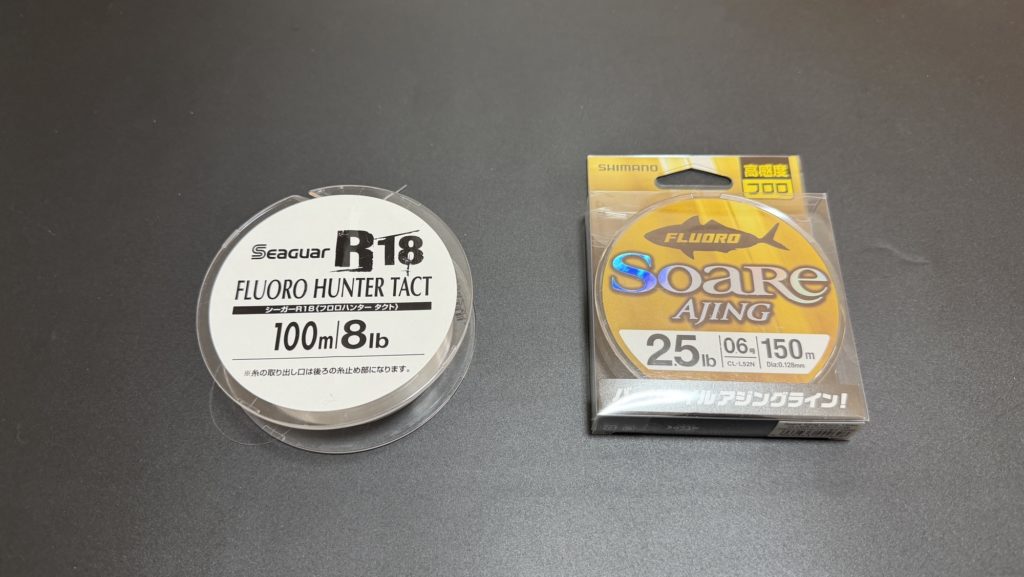 Seaguar R18
FLUORO HUNTER TACT
シーガーR18(フロロハンター タクト)
100m/8lb
※糸の取り出し口は後ろの糸止め部になります。
SHIMANO
高感度
フロロ
FLUORO
SOARE
AJING
2.5lb
0.6号
CL-L52N
150m
Dia:0.128mm
アジングライン!